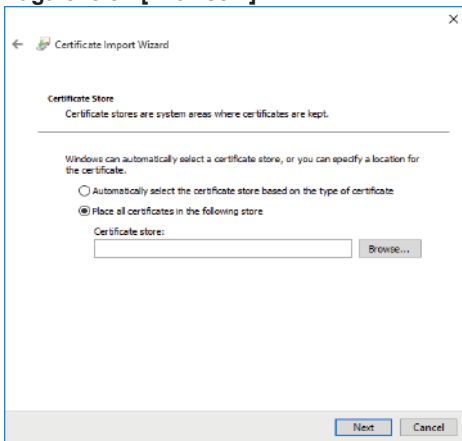 Certificate Import Wizard
Certificate Store
Certificate stores are system areas where certificates are kept.
Windows can automatically select a certificate store, or you can specify a location for
the certificate.
Automatically select the certificate store based on the type of certificate
Place all certificates in the following store
Certificate store:
Browse...
Next Cancel